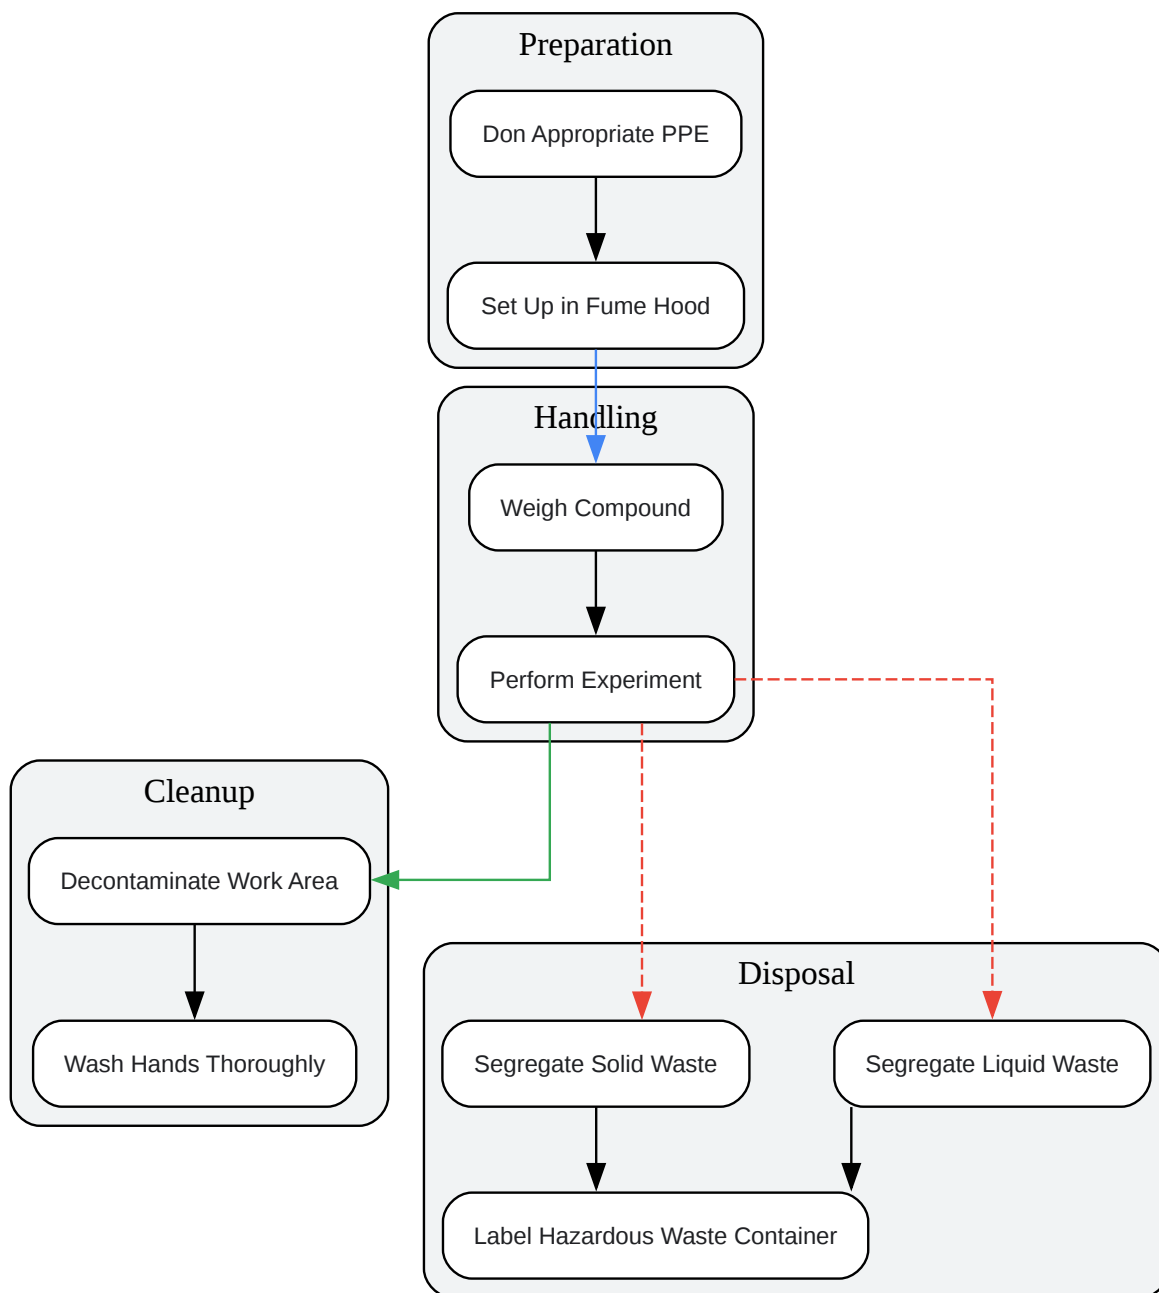 Preparation
Don Appropriate PPE
Set Up in Fume Hood
Handling
Weigh Compound
Perform Experiment
Cleanup
Decontaminate Work Area
Wash Hands Thoroughly
Disposal
Segregate Solid Waste
Segregate Liquid Waste
Label Hazardous Waste Container